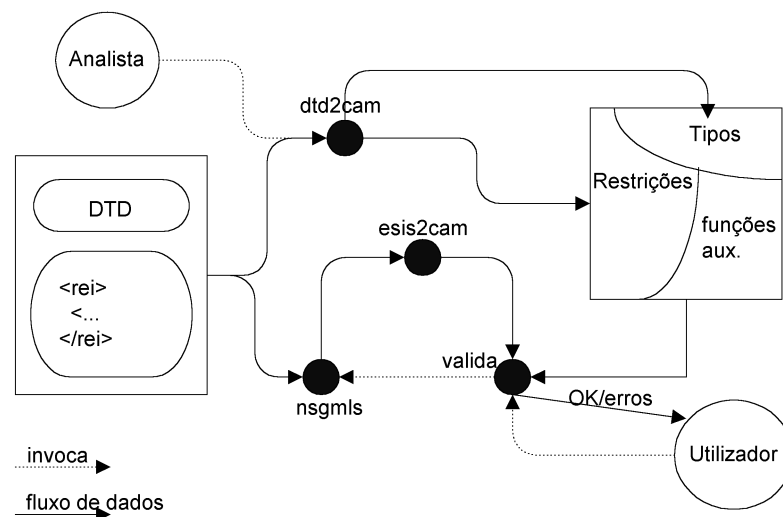 Analista
dtd2cam
Tipos
Restrições
funções
aux.
DTD
<rei>
<...
</rei>
esis2cam
valida
nsgmls
OK/erros
Utilizador
invoca
fluxo de dados